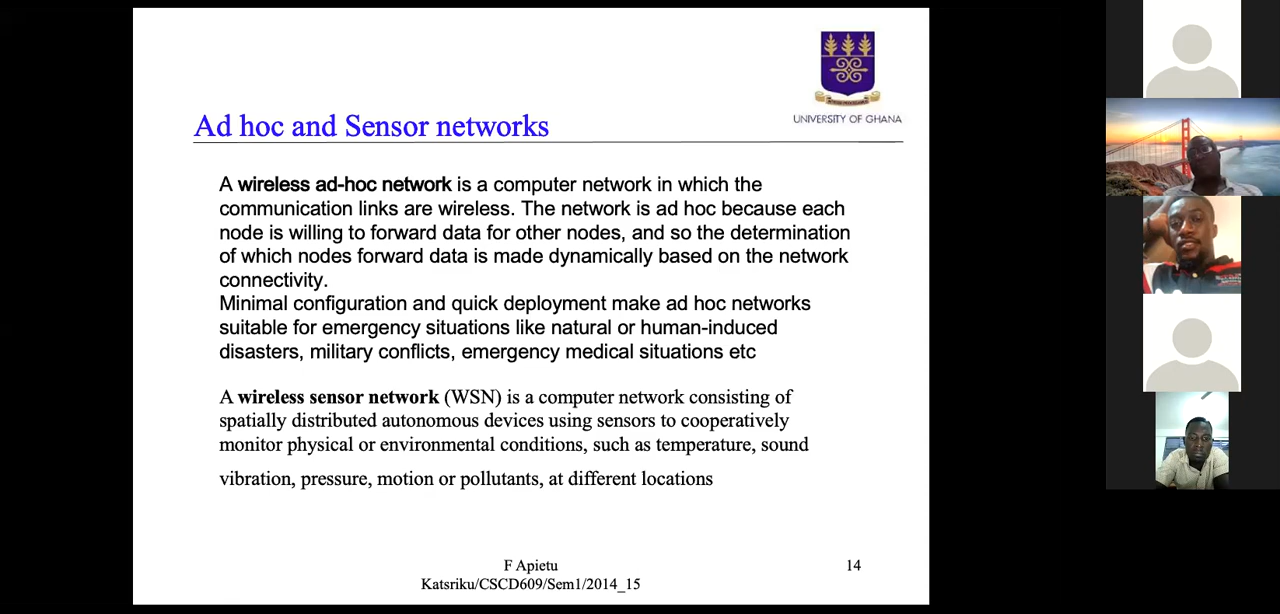 UNIVERSITY OF GHANA
Ad hoc and Sensor networks
A wireless ad-hoc network is a computer network in which the
communication links are wireless. The network is ad hoc because each
node is willing to forward data for other nodes, and so the determination
of which nodes forward data is made dynamically based on the network
connectivity.
Minimal configuration and quick deployment make ad hoc networks
suitable for emergency situations like natural or human-induced
disasters, military conflicts, emergency medical situations etc
A wireless sensor network (WSN) is a computer network consisting of
spatially distributed autonomous devices using sensors to cooperatively
monitor physical or environmental conditions, such as temperature, sound
vibration, pressure, motion or pollutants, at different locations
F Apietu
Katsriku/CSCD609/Sem1/2014_15
14